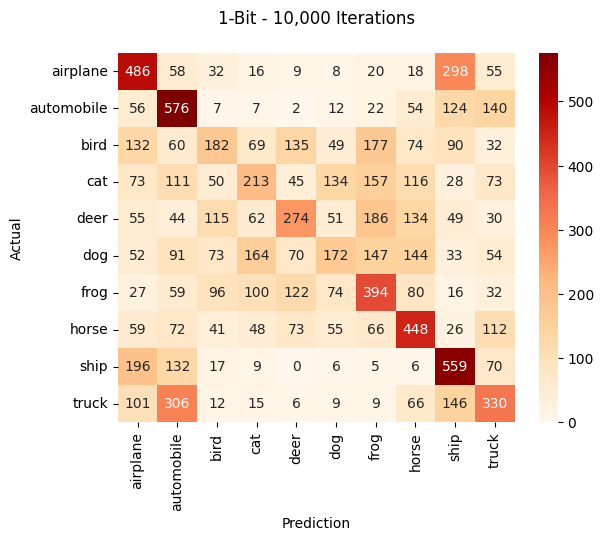 1-Bit - 10,000 Iterations
airplane 486 58 32 16 9 8 20 18 298 55
automobile 56 576 7 7 2 12 22 54 124 140
bird 132 60 182 69 135 49 177 74 90 32
cat 73 111 50 213 45 134 157 116 28 73
deer 55 44 115 62 274 51 186 134 49 30
dog 52 91 73 164 70 172 147 144 33 54
frog 27 59 96 100 122 74 394 80 16 32
horse 59 72 41 48 73 55 66 448 26 112
ship 196 132 17 9 0 6 5 6 559 70
truck 101 306 12 15 6 9 9 66 146 330
airplane automobile bird cat deer dog frog horse ship truck
Prediction
Actual
500
400
300
200
100
0